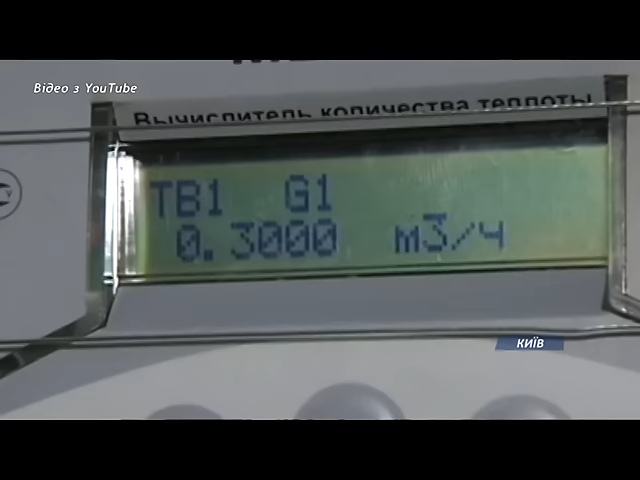 Відео з YouTube
Вычислитель количества теплоты
ТВ1 G1
0.3000 м3/ч
КИЇВ